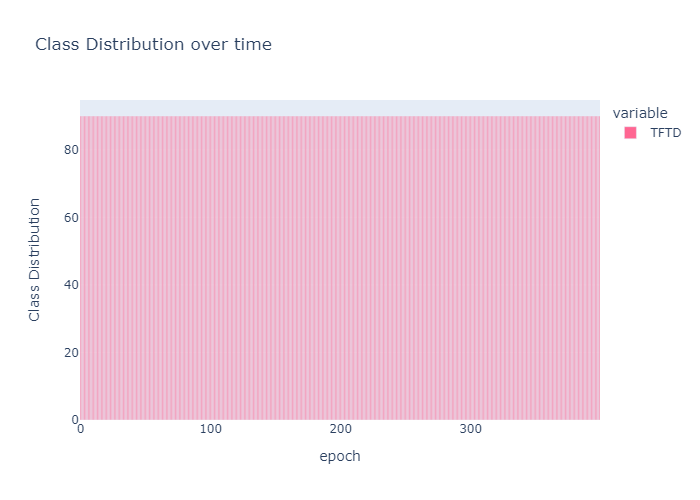 Class Distribution over time
variable
TFTD
Class Distribution
80
60
40
20
0
0 100 200 300
epoch